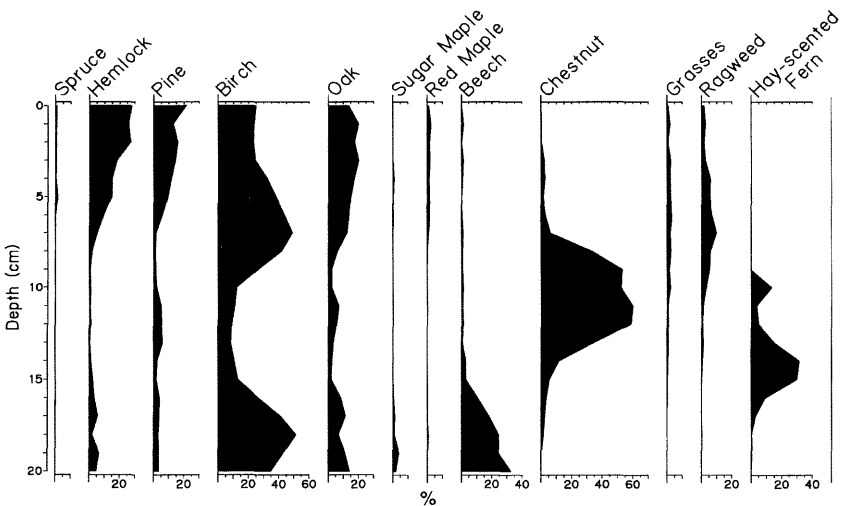 Spruce
Hemlock
Pine
Birch
Oak
Sugar Maple
Red Maple
Beech
Chestnut
Grasses
Ragweed
Hay-scented
Fern
Depth (cm)
0
5
10
15
20
20
20
20 40 60
20
20 40
20 40 60
20
20 40
%